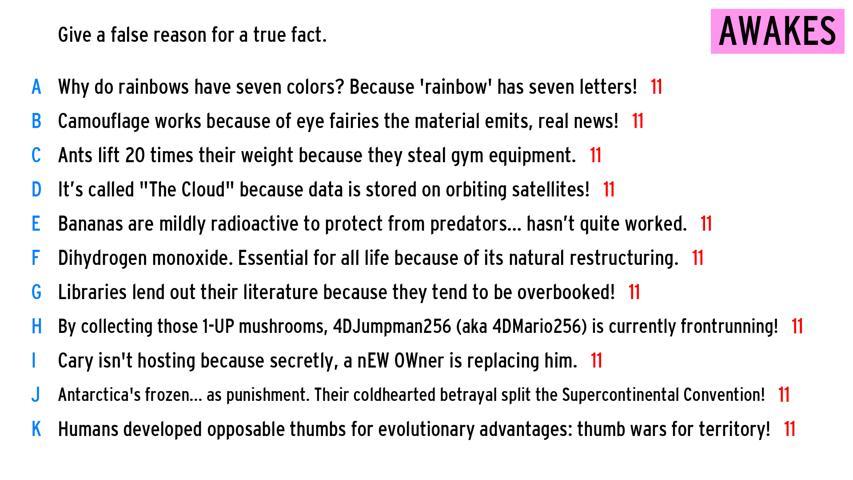 Give a false reason for a true fact.
AWAKES
A Why do rainbows have seven colors? Because 'rainbow' has seven letters! 11
B Camouflage works because of eye fairies the material emits, real news! 11
C Ants lift 20 times their weight because they steal gym equipment. 11
D It's called "The Cloud" because data is stored on orbiting satellites! 11
E Bananas are mildly radioactive to protect from predators... hasn't quite worked. 11
F Dihydrogen monoxide. Essential for all life because of its natural restructuring. 11
G Libraries lend out their literature because they tend to be overbooked! 11
H By collecting those 1-UP mushrooms, 4DJumpman256 (aka 4DMario256) is currently frontrunning! 11
I Cary isn't hosting because secretly, a nEW OWner is replacing him. 11
J Antarctica's frozen... as punishment. Their coldhearted betrayal split the Supercontinental Convention! 11
K Humans developed opposable thumbs for evolutionary advantages: thumb wars for territory! 11